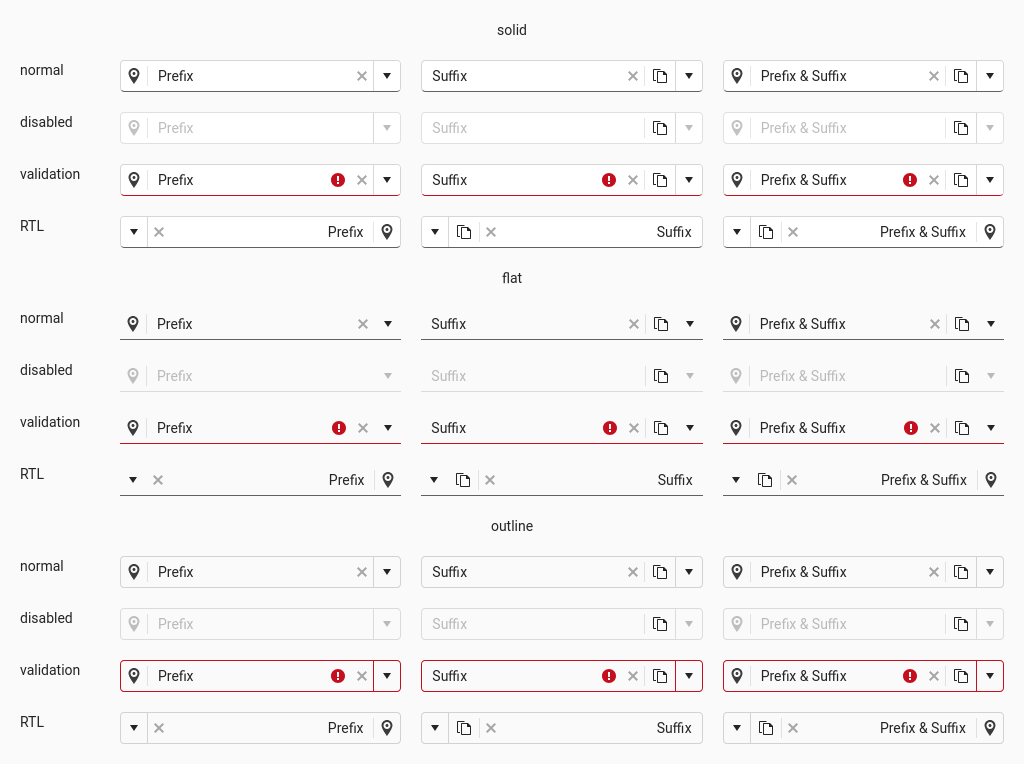 solid
normal Prefix Suffix Prefix & Suffix
disabled Prefix Suffix Prefix & Suffix
validation Prefix Suffix Prefix & Suffix
RTL Prefix Suffix Prefix & Suffix
flat
normal Prefix Suffix Prefix & Suffix
disabled Prefix Suffix Prefix & Suffix
validation Prefix Suffix Prefix & Suffix
RTL Prefix Suffix Prefix & Suffix
outline
normal Prefix Suffix Prefix & Suffix
disabled Prefix Suffix Prefix & Suffix
validation Prefix Suffix Prefix & Suffix
RTL Prefix Suffix Prefix & Suffix